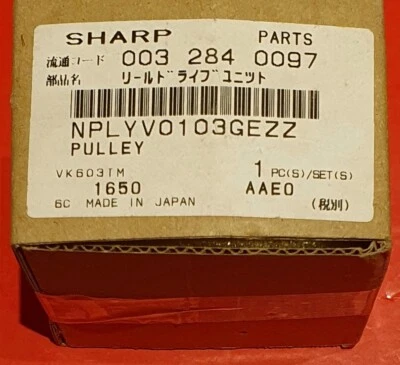 SHARP PARTS
流通コード 003 284 0097
部品名 リールドライブユニット
NPLYV0103GEZZ
PULLEY
VK603TM 1 PC(S)/SET(S)
1650 AAE0
6C MADE IN JAPAN (税別)